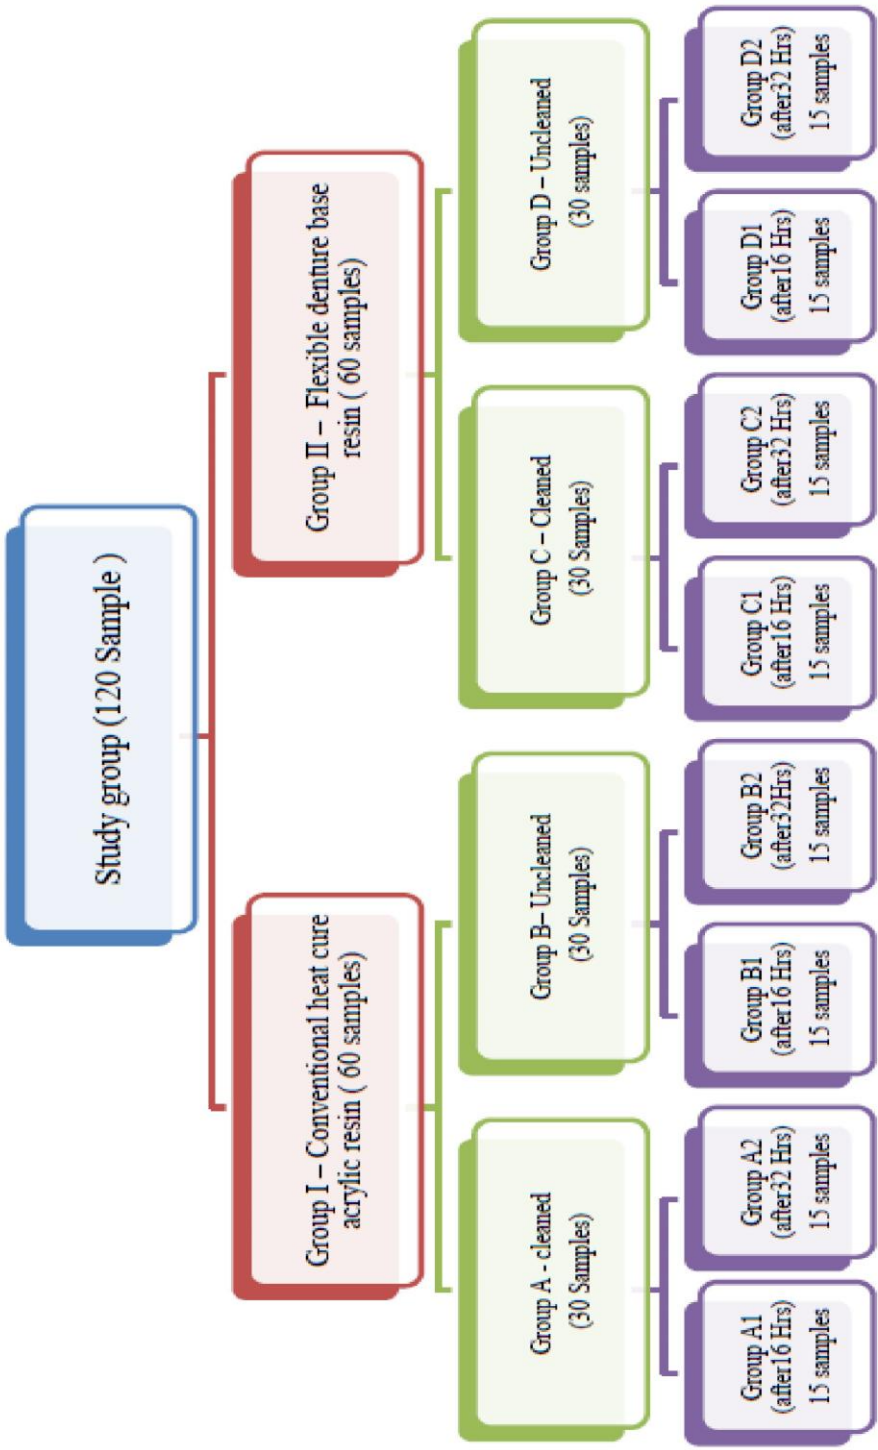 Study group (120 Sample )
Group I – Conventional heat cure
acrylic resin ( 60 samples)
Group II – Flexible denture base
resin ( 60 samples)
Group A - cleaned
(30 Samples)
Group B– Uncleaned
(30 Samples)
Group C – Cleaned
(30 Samples)
Group D – Uncleaned
(30 samples)
Group A1
(after16 Hrs)
15 samples
Group A2
(after32 Hrs)
15 samples
Group B1
(after16 Hrs)
15 samples
Group B2
(after32Hrs)
15 samples
Group C1
(after16 Hrs)
15 samples
Group C2
(after32 Hrs)
15 samples
Group D1
(after16 Hrs)
15 samples
Group D2
(after32 Hrs)
15 samples